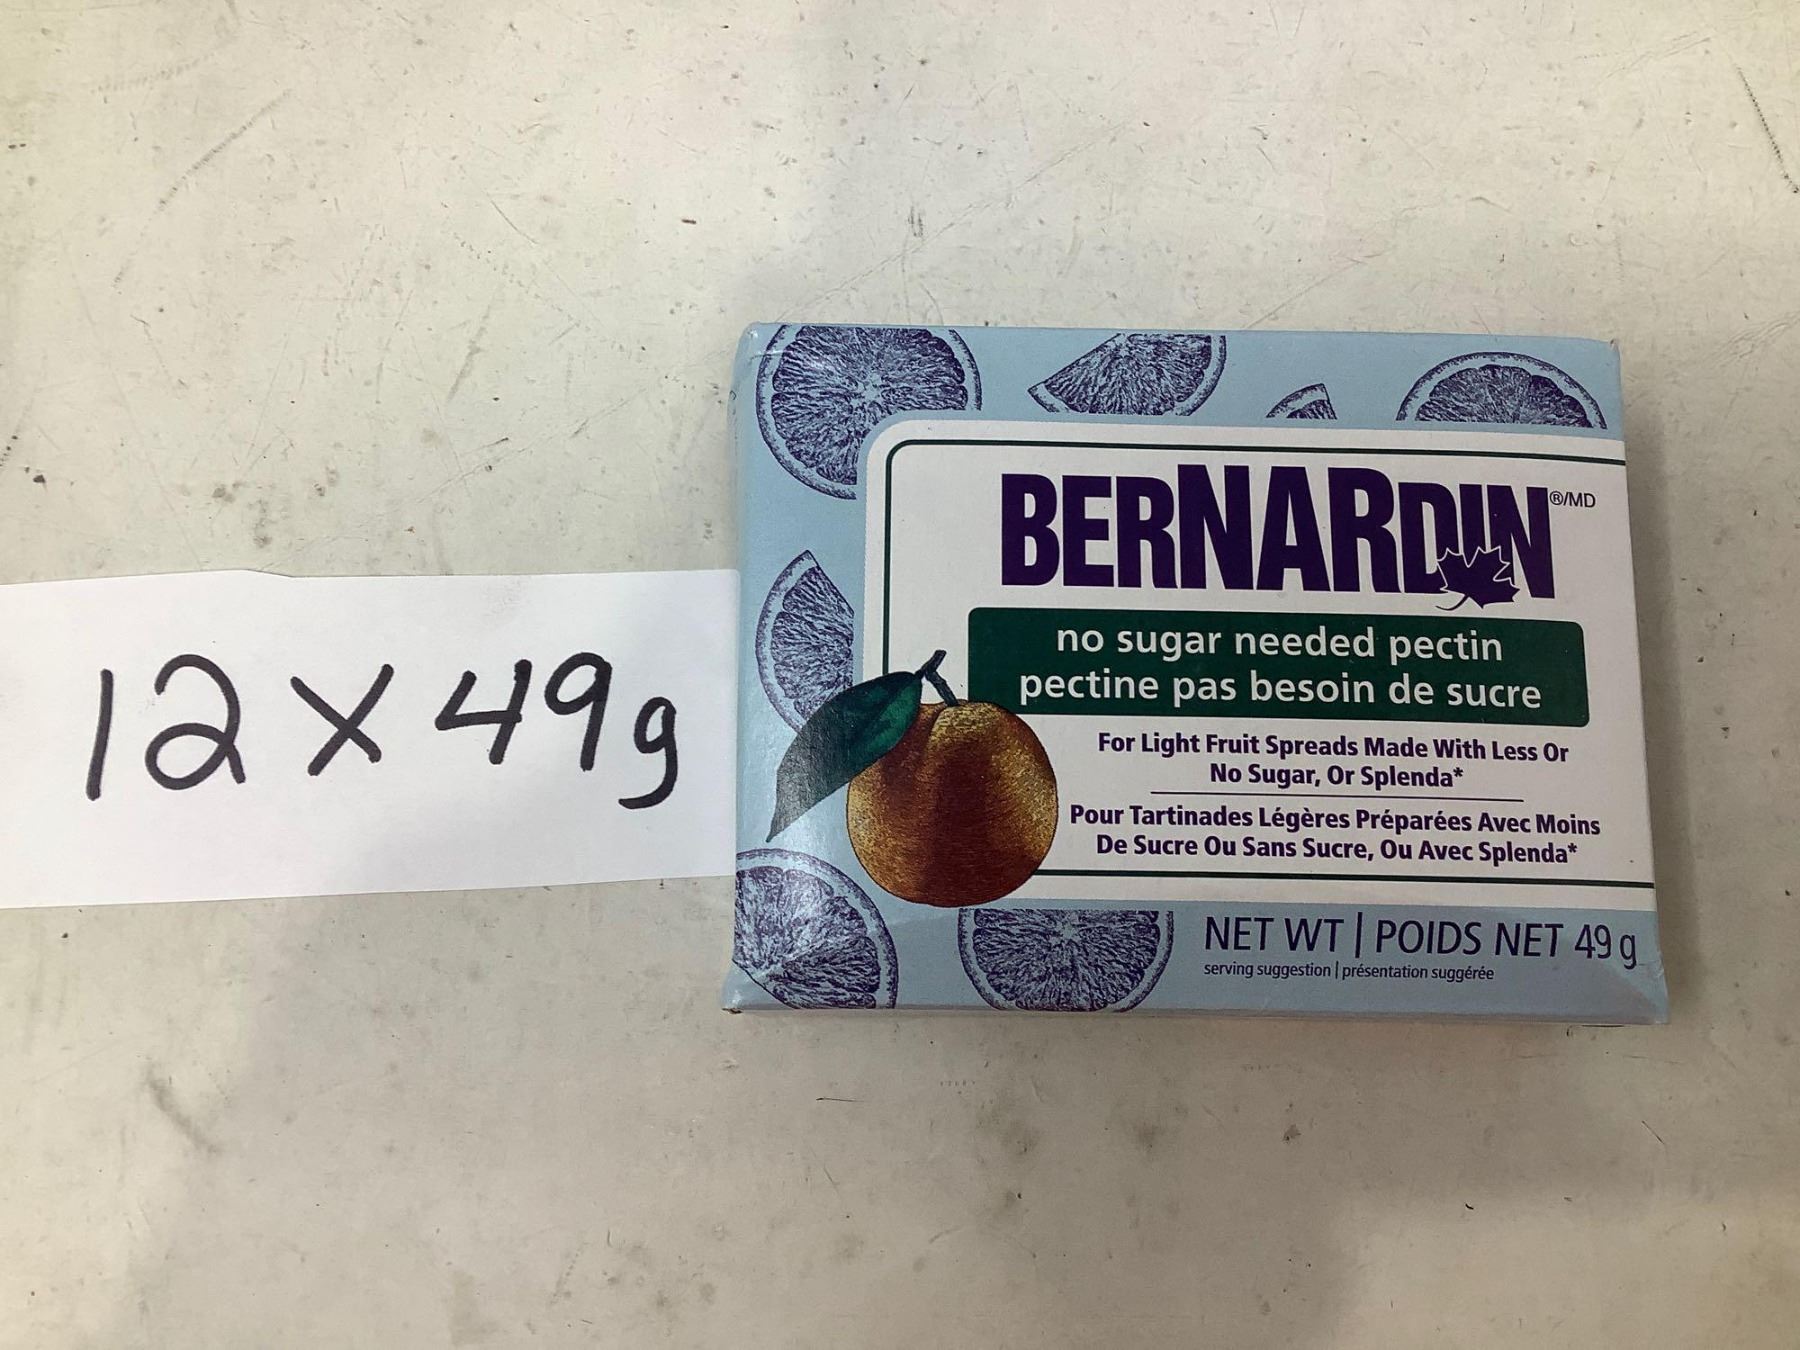 12 x 49g
BERNARDIN®/MD
no sugar needed pectin
pectine pas besoin de sucre
For Light Fruit Spreads Made With Less Or
No Sugar, Or Splenda*
Pour Tartinades Légères Préparées Avec Moins
De Sucre Ou Sans Sucre, Ou Avec Splenda*
NET WT | POIDS NET 49 g
serving suggestion | présentation suggérée